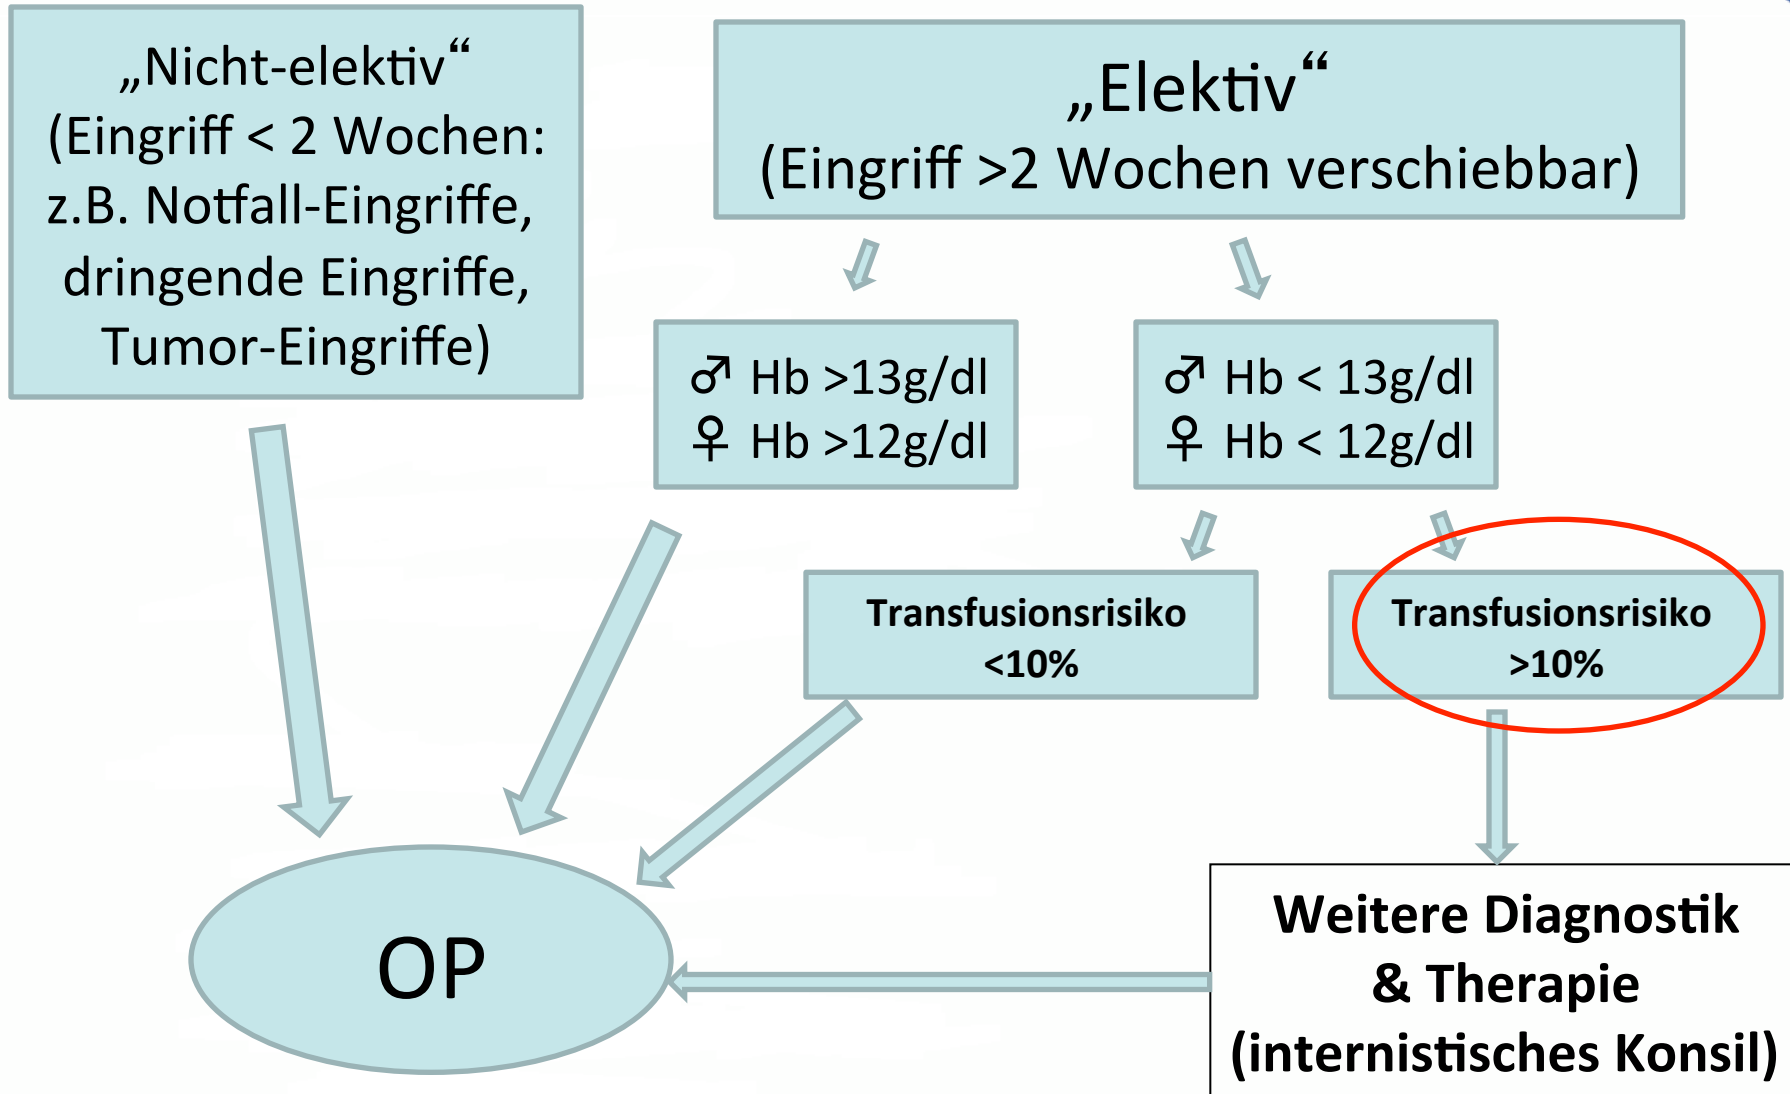 „Nicht-elektiv“
(Eingriff < 2 Wochen:
z.B. Notfall-Eingriffe,
dringende Eingriffe,
Tumor-Eingriffe)
„Elektiv“
(Eingriff >2 Wochen verschiebbar)
♂ Hb >13g/dl
♀ Hb >12g/dl
♂ Hb < 13g/dl
♀ Hb < 12g/dl
Transfusionsrisiko
<10%
Transfusionsrisiko
>10%
OP
Weitere Diagnostik
& Therapie
(internistisches Konsil)